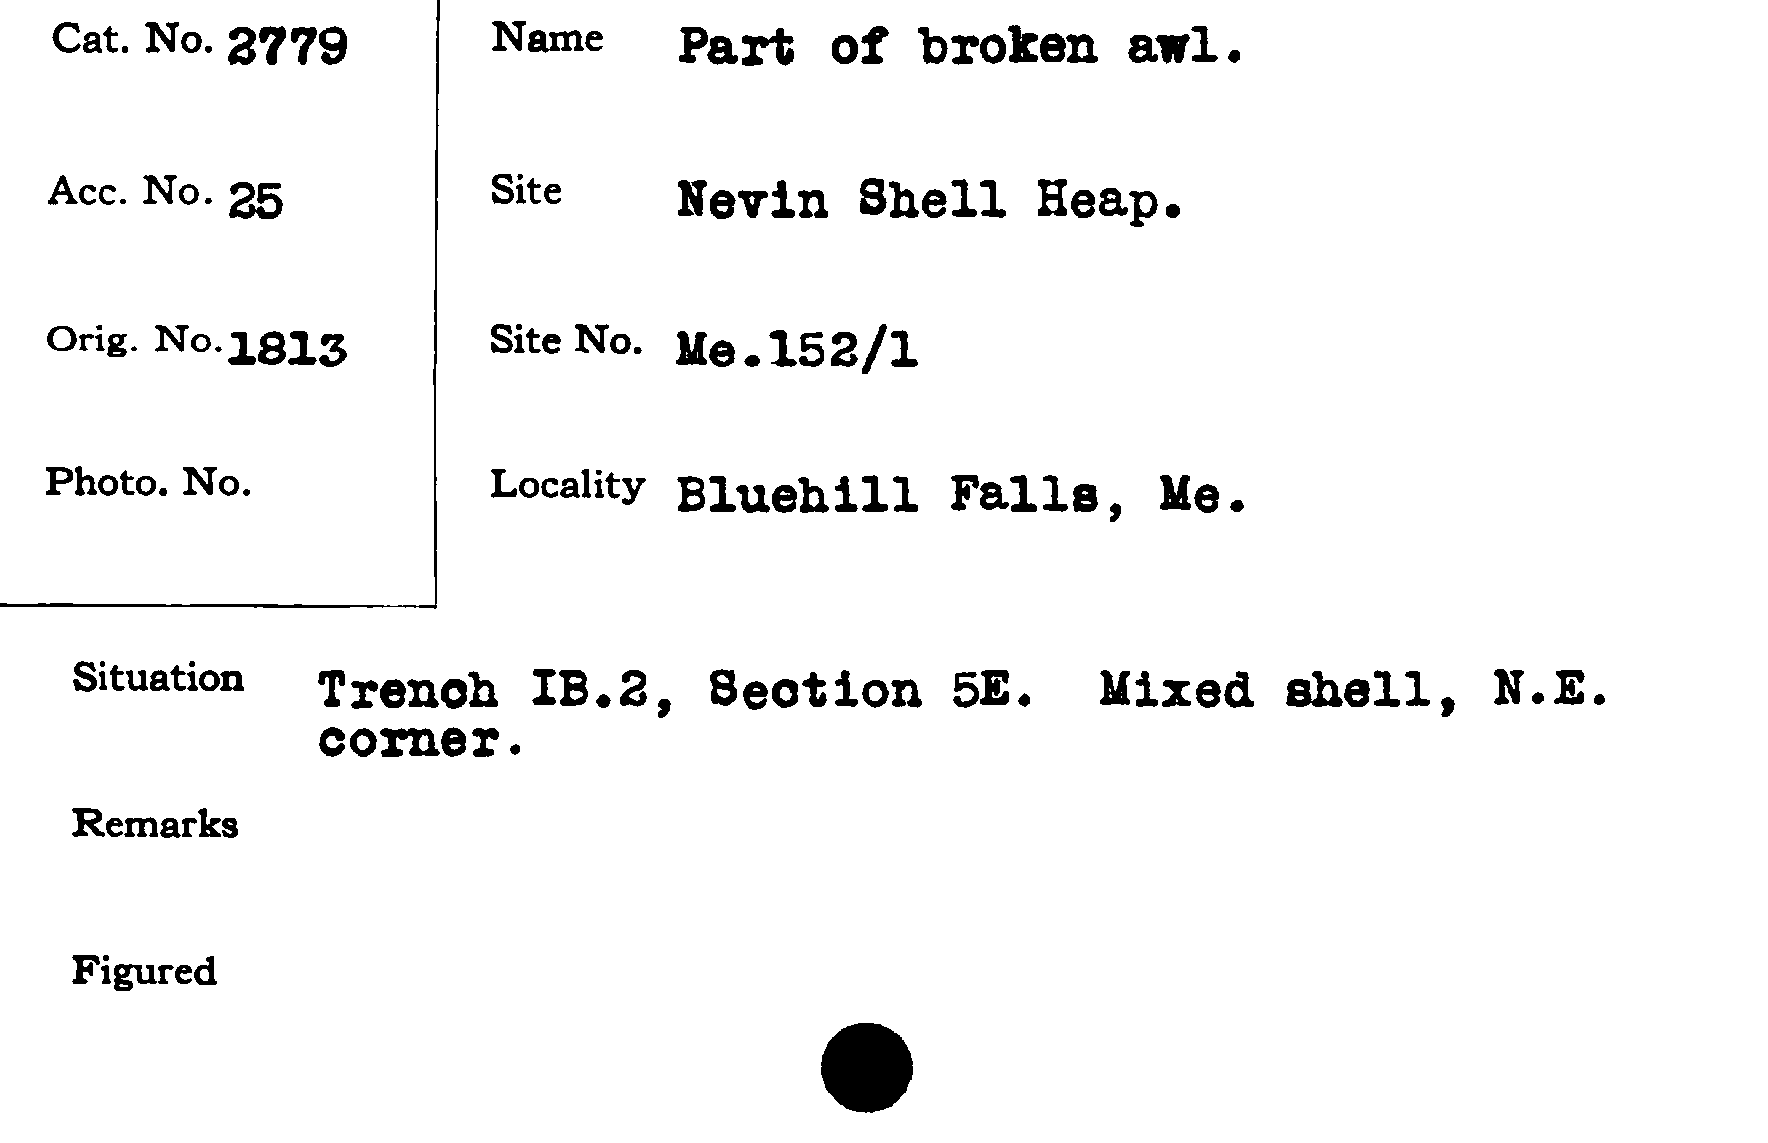 Cat. No. 2779
Name Part of broken awl.
Acc. No. 25
Site Nevin Shell Heap.
Orig. No. 1813
Site No. Me.152/1
Photo. No.
Locality Bluehill Falls, Me.
Situation Trench IB.2, Section 5E. Mixed shell, N.E.
corner.
Remarks
Figured